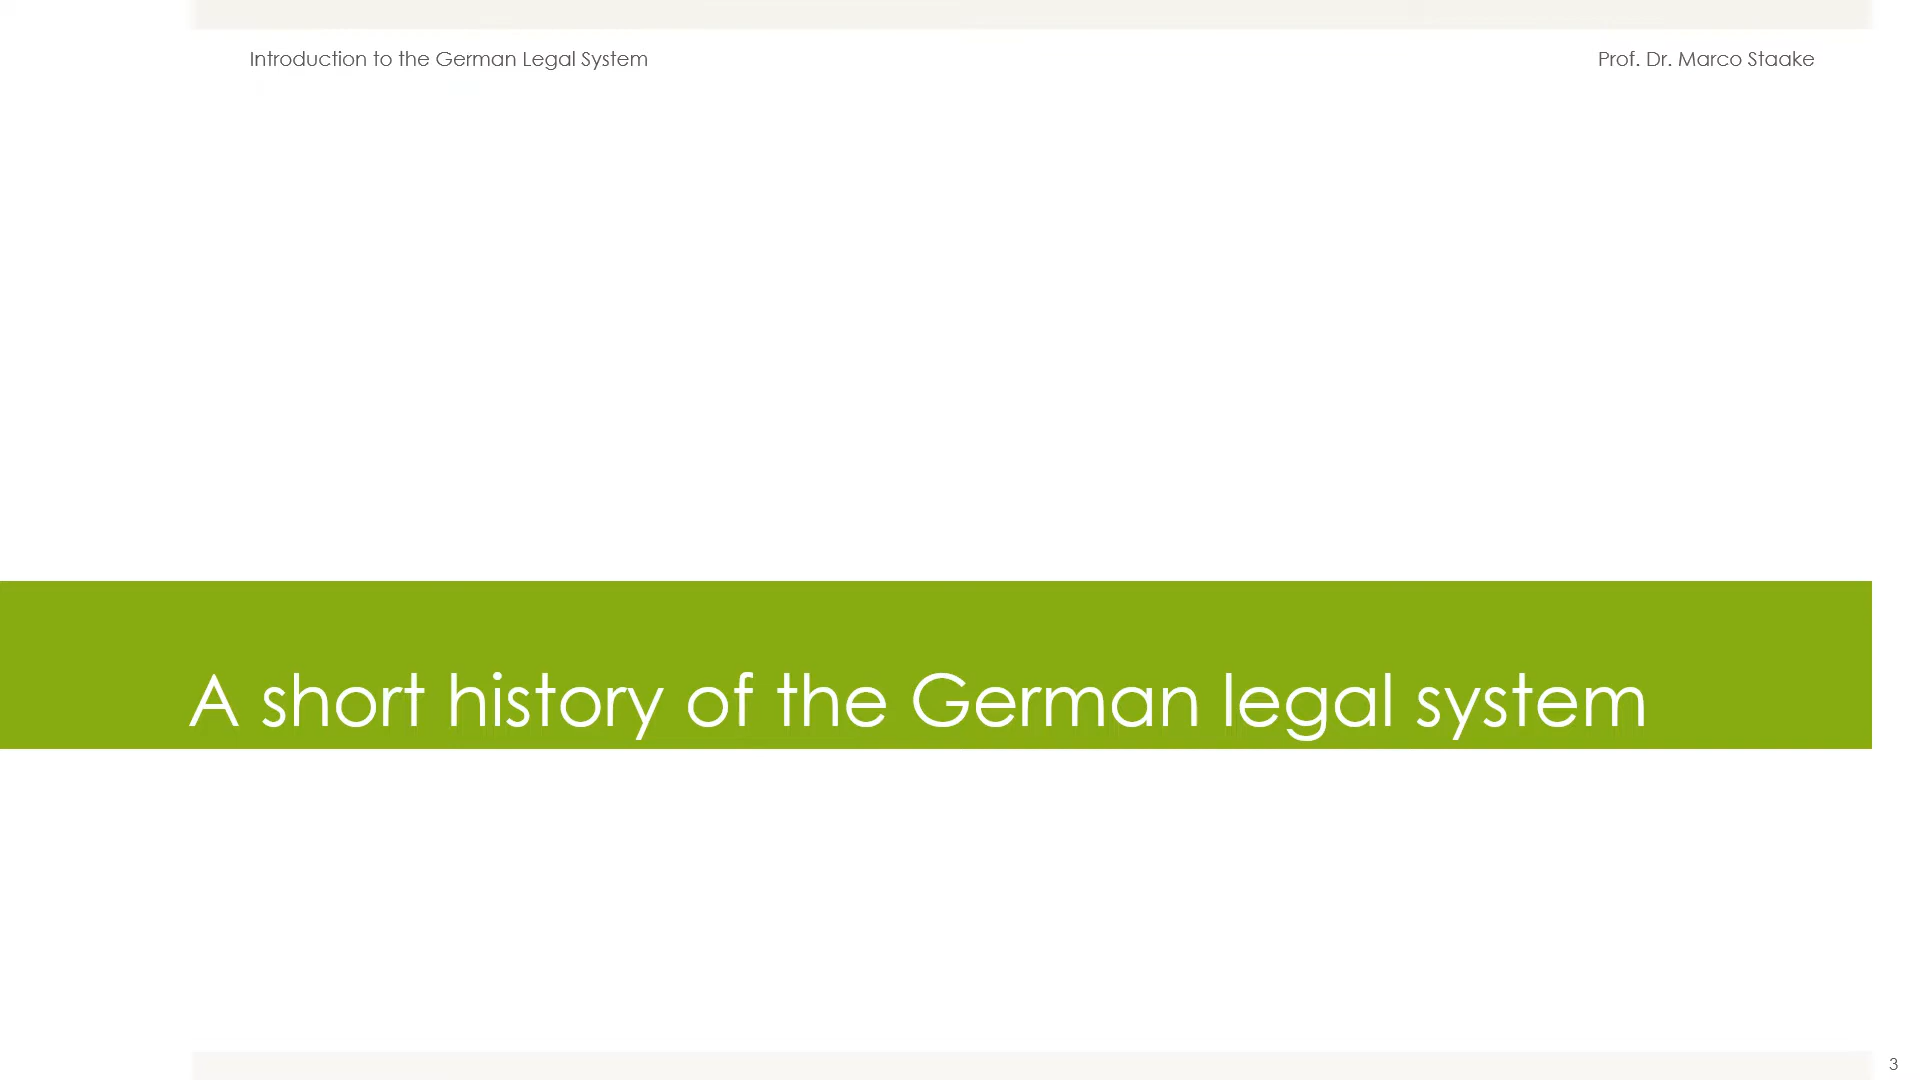 Introduction to the German Legal System
Prof. Dr. Marco Staake
A short history of the German legal system
3